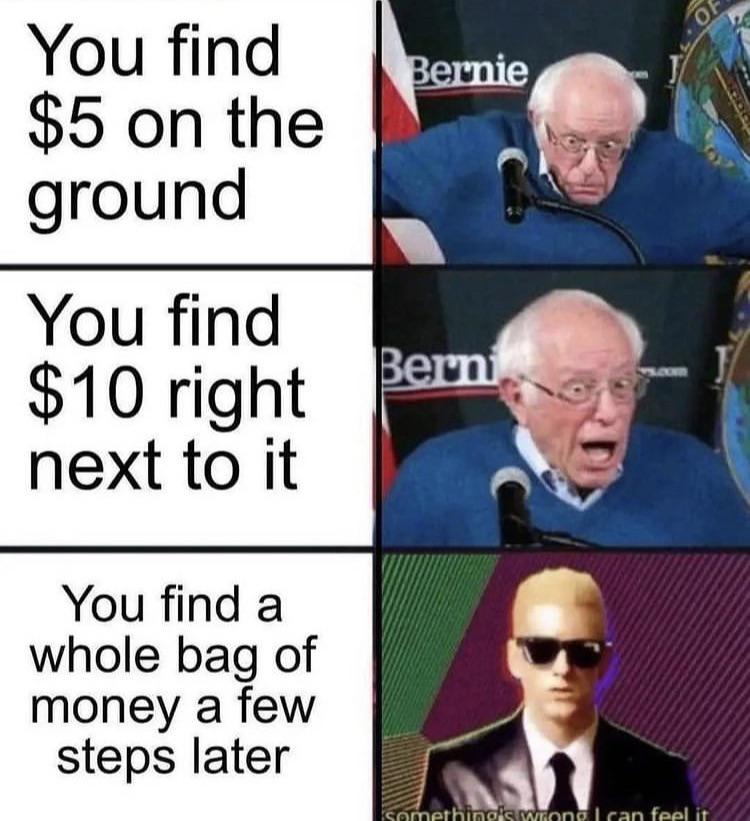 You find
$5 on the
ground
Bernie
OF
You find
$10 right
next to it
Berni
You find a
whole bag of
money a few
steps later
something's wrong I can feel it